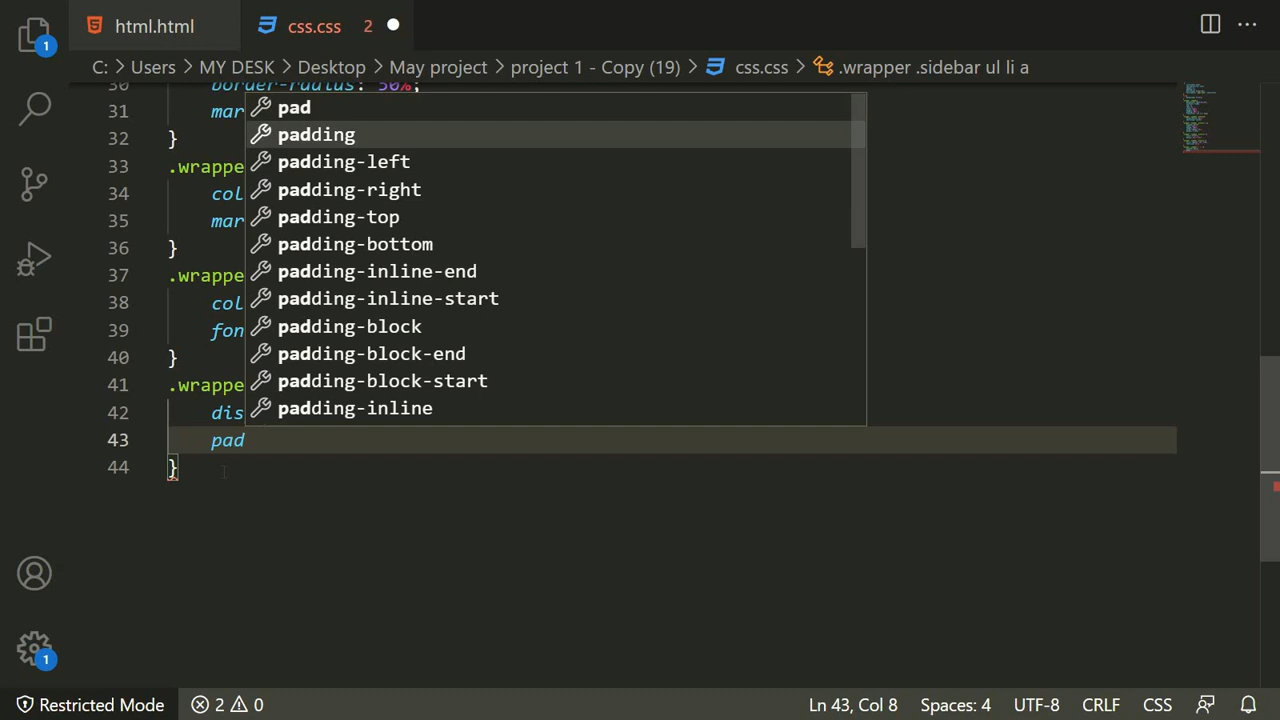 html.html css.css 2
1
C: Users MY DESK Desktop May project project 1 - Copy (19) css.css .wrapper .sidebar ul li a
30 border-radius: 50%;
31 mar
32 }
33 .wrappe
34 col
35 mar
36 }
37 .wrappe
38 col
39 fon
40 }
41 .wrappe
42 dis
43 pad
44 }
pad
padding
padding-left
padding-right
padding-top
padding-bottom
padding-inline-end
padding-inline-start
padding-block
padding-block-end
padding-block-start
padding-inline
1
Restricted Mode 2 0 Ln 43, Col 8 Spaces: 4 UTF-8 CRLF CSS